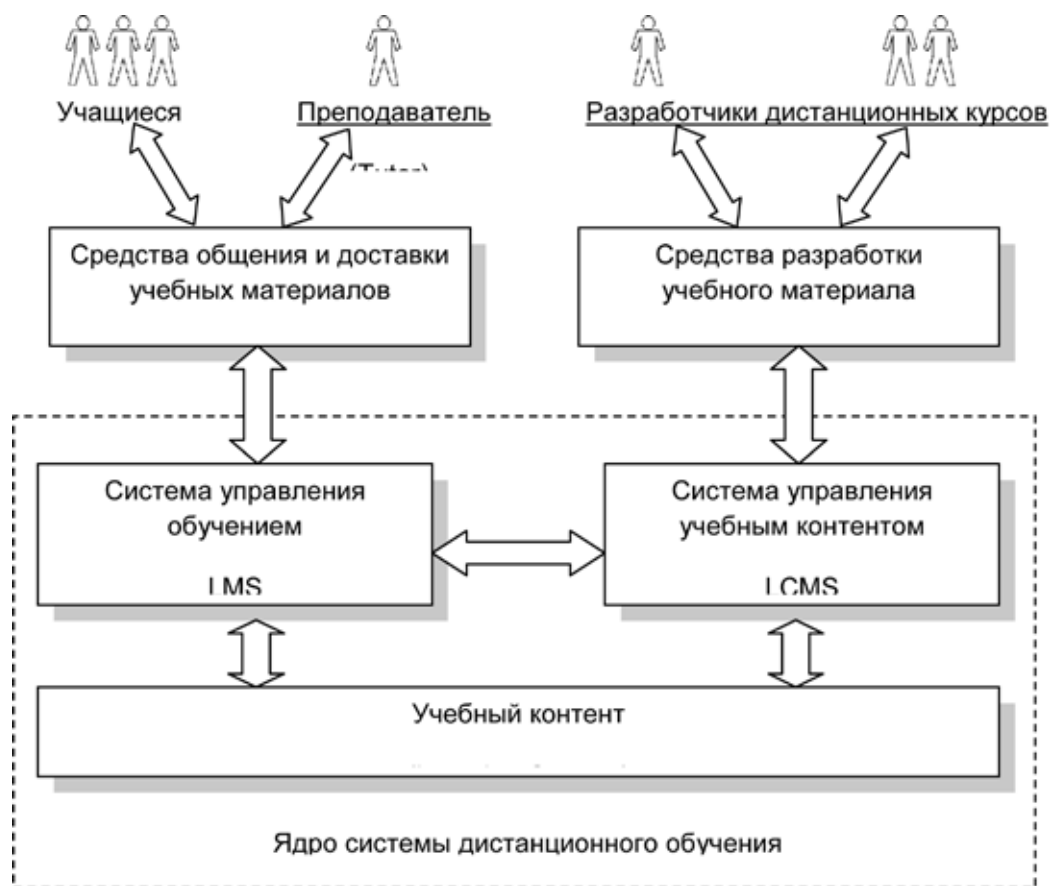 Учащиеся
Преподаватель
(Tutor)
Разработчики дистанционных курсов
Средства общения и доставки
учебных материалов
Средства разработки
учебного материала
Система управления
обучением
LMS
Система управления
учебным контентом
LCMS
Учебный контент
Ядро системы дистанционного обучения